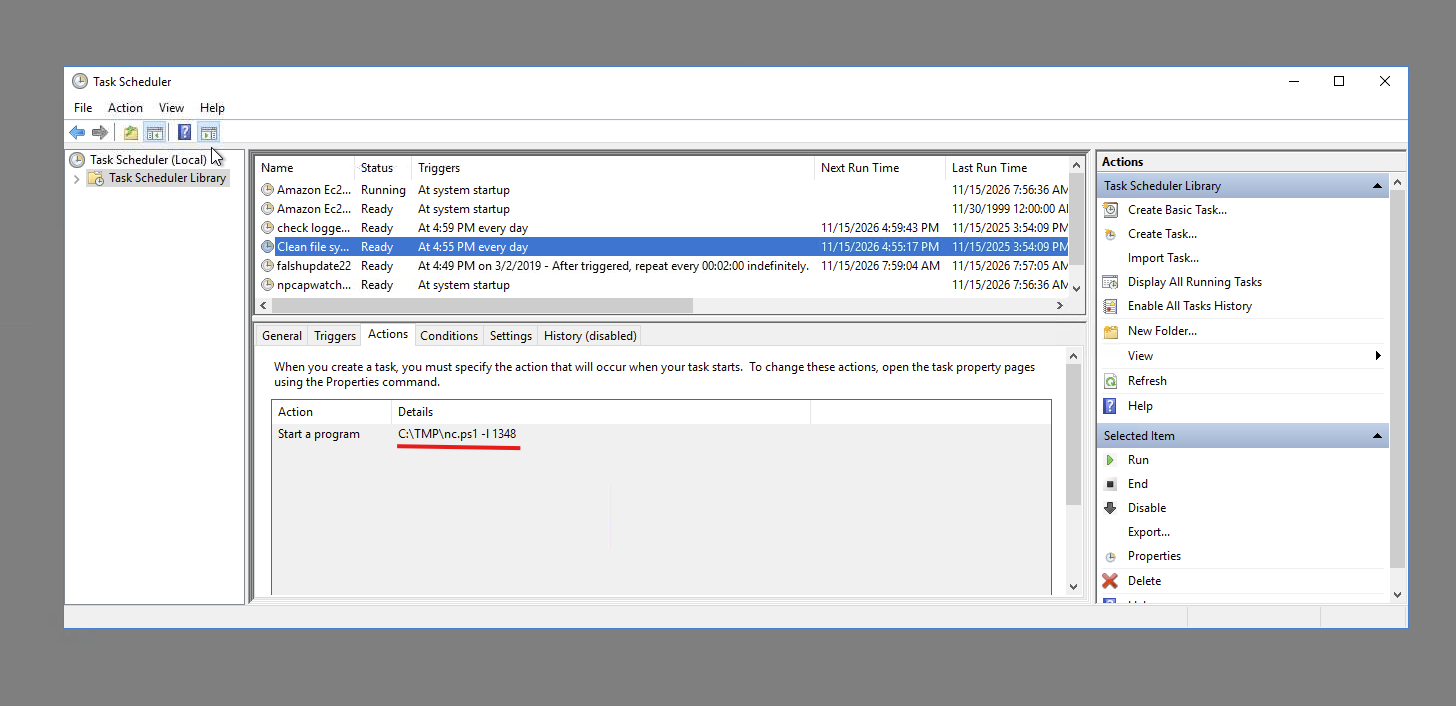 Task Scheduler
File Action View Help
Task Scheduler (Local)
Task Scheduler Library
Name Status Triggers Next Run Time Last Run Time
Amazon Ec2... Running At system startup 11/15/2026 7:56:36 AM
Amazon Ec2... Ready At system startup 11/30/1999 12:00:00 AM
check logge... Ready At 4:59 PM every day 11/15/2026 4:59:43 PM 11/15/2025 3:54:09 PM
Clean file sy... Ready At 4:55 PM every day 11/15/2026 4:55:17 PM 11/15/2025 3:54:09 PM
falshupdate22 Ready At 4:49 PM on 3/2/2019 - After triggered, repeat every 00:02:00 indefinitely. 11/15/2026 7:59:04 AM 11/15/2026 7:57:05 AM
npcapwatch... Ready At system startup 11/15/2026 7:56:36 AM
General Triggers Actions Conditions Settings History (disabled)
When you create a task, you must specify the action that will occur when your task starts. To change these actions, open the task property pages
using the Properties command.
Action Details
Start a program C:\TMP\nc.ps1 -l 1348
Actions
Task Scheduler Library
Create Basic Task...
Create Task...
Import Task...
Display All Running Tasks
Enable All Tasks History
New Folder...
View
Refresh
Help
Selected Item
Run
End
Disable
Export...
Properties
Delete